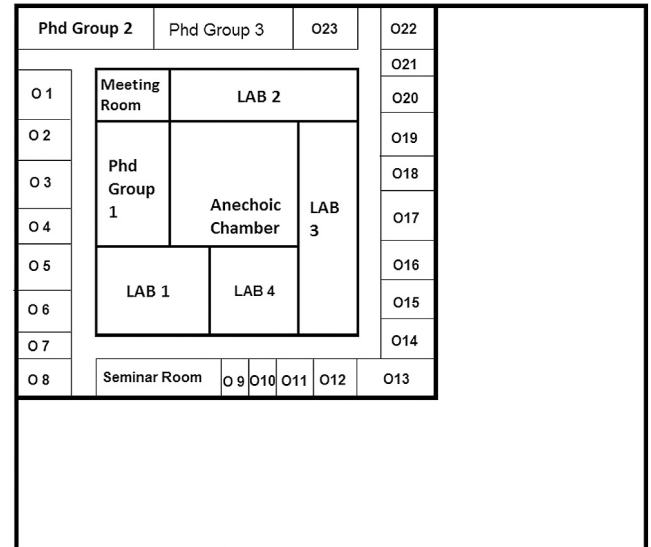 Phd Group 2
Phd Group 3
O23
O22
O21
O 1
Meeting
Room
LAB 2
O20
O 2
O19
O 3
Phd
Group
1
O18
Anechoic
Chamber
LAB
3
O17
O 4
O 5
O16
LAB 1
LAB 4
O 6
O15
O 7
O14
O 8
Seminar Room
O 9
O10
O11
O12
O13